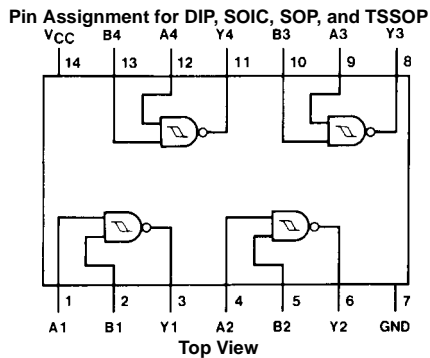 Pin Assignment for DIP, SOIC, SOP, and TSSOP
VCC B4 A4 Y4 B3 A3 Y3
14 13 12 11 10 9 8
1 2 3 4 5 6 7
A1 B1 Y1 A2 B2 Y2 GND
Top View